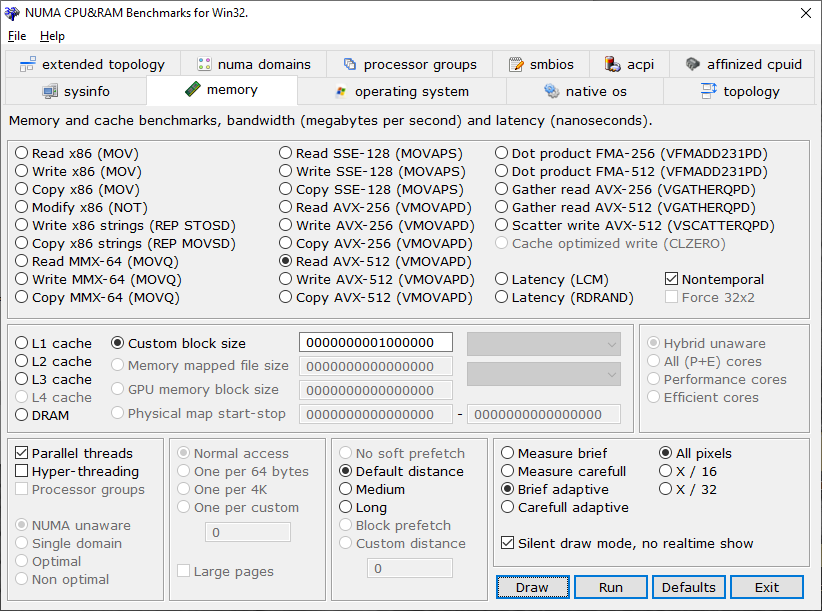 NUMA CPU&RAM Benchmarks for Win32.
File Help
extended topology numa domains processor groups smbios acpi affinized cpuid
sysinfo memory operating system native os topology
Memory and cache benchmarks, bandwidth (megabytes per second) and latency (nanoseconds).
Read x86 (MOV) Read SSE-128 (MOVAPS) Dot product FMA-256 (VFMADD231PD)
Write x86 (MOV) Write SSE-128 (MOVAPS) Dot product FMA-512 (VFMADD231PD)
Copy x86 (MOV) Copy SSE-128 (MOVAPS) Gather read AVX-256 (VGATHERQPD)
Modify x86 (NOT) Read AVX-256 (VMOVAPD) Gather read AVX-512 (VGATHERQPD)
Write x86 strings (REP STOSD) Write AVX-256 (VMOVAPD) Scatter write AVX-512 (VSCATTERQPD)
Copy x86 strings (REP MOVSD) Copy AVX-256 (VMOVAPD) Cache optimized write (CLZERO)
Read MMX-64 (MOVQ) Read AVX-512 (VMOVAPD)
Write MMX-64 (MOVQ) Write AVX-512 (VMOVAPD) Latency (LCM) Nontemporal
Copy MMX-64 (MOVQ) Copy AVX-512 (VMOVAPD) Latency (RDRAND) Force 32x2
L1 cache Custom block size 0000000001000000 Hybrid unaware
L2 cache Memory mapped file size 0000000000000000 All (P+E) cores
L3 cache GPU memory block size 0000000000000000 Performance cores
L4 cache Efficient cores
DRAM Physical map start-stop 0000000000000000 - 0000000000000000
Parallel threads Normal access No soft prefetch Measure brief All pixels
Hyper-threading One per 64 bytes Default distance Measure carefull X / 16
Processor groups One per 4K Medium Brief adaptive X / 32
One per custom Long Carefull adaptive
NUMA unaware 0 Block prefetch
Single domain Custom distance Silent draw mode, no realtime show
Optimal 0
Non optimal Large pages
Draw Run Defaults Exit